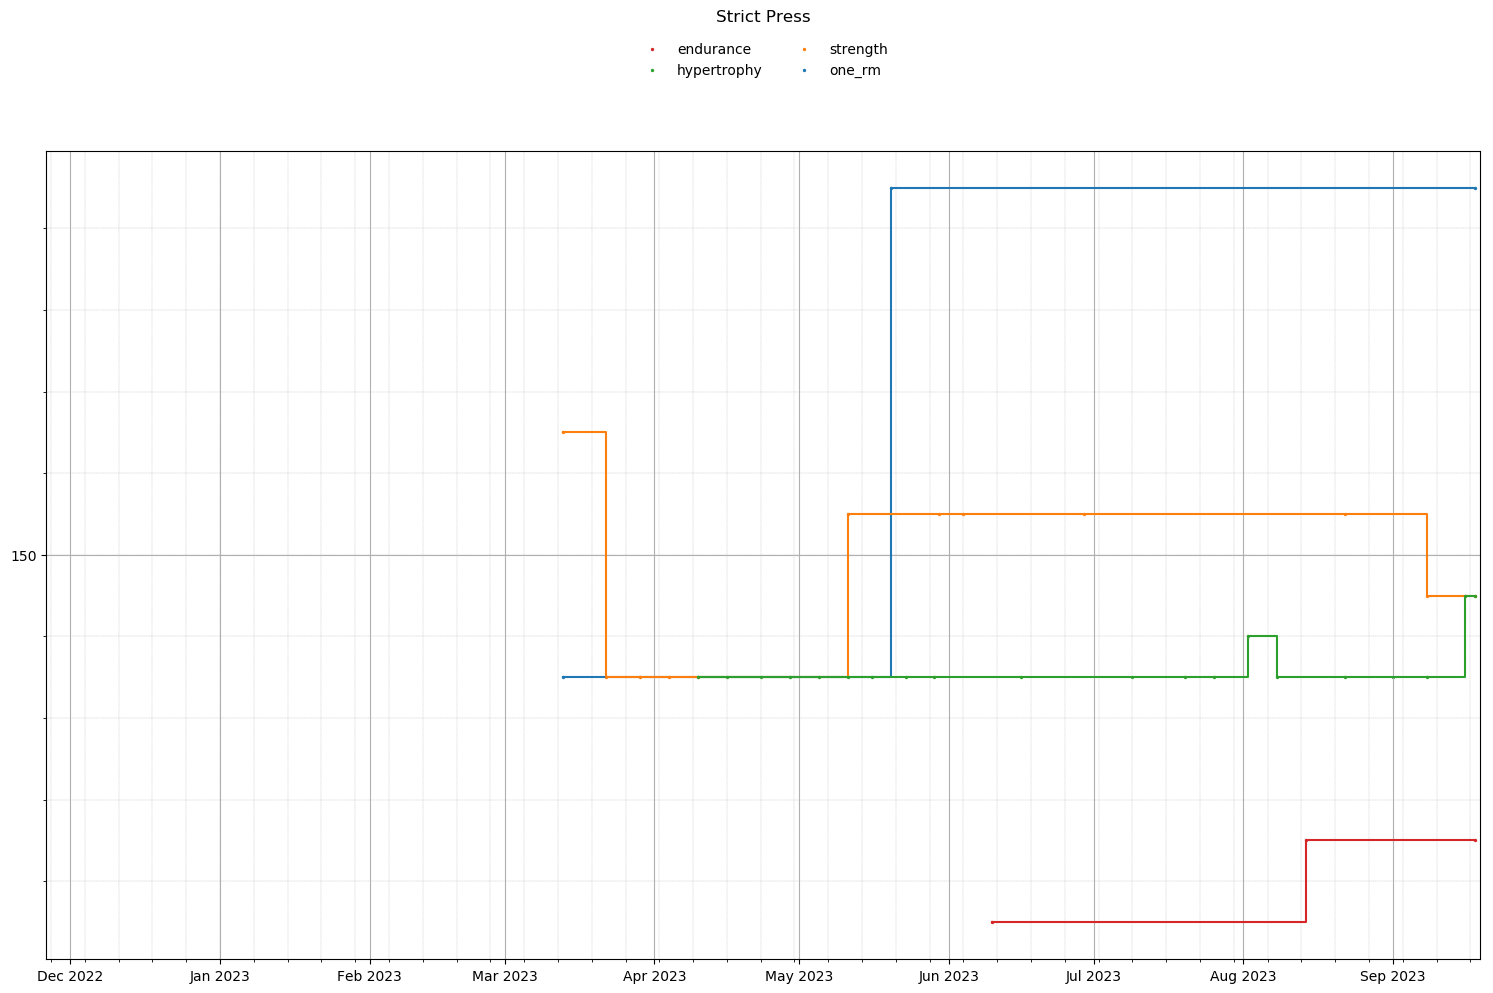 Strict Press
endurance strength
hypertrophy one_rm
150
Dec 2022 Jan 2023 Feb 2023 Mar 2023 Apr 2023 May 2023 Jun 2023 Jul 2023 Aug 2023 Sep 2023